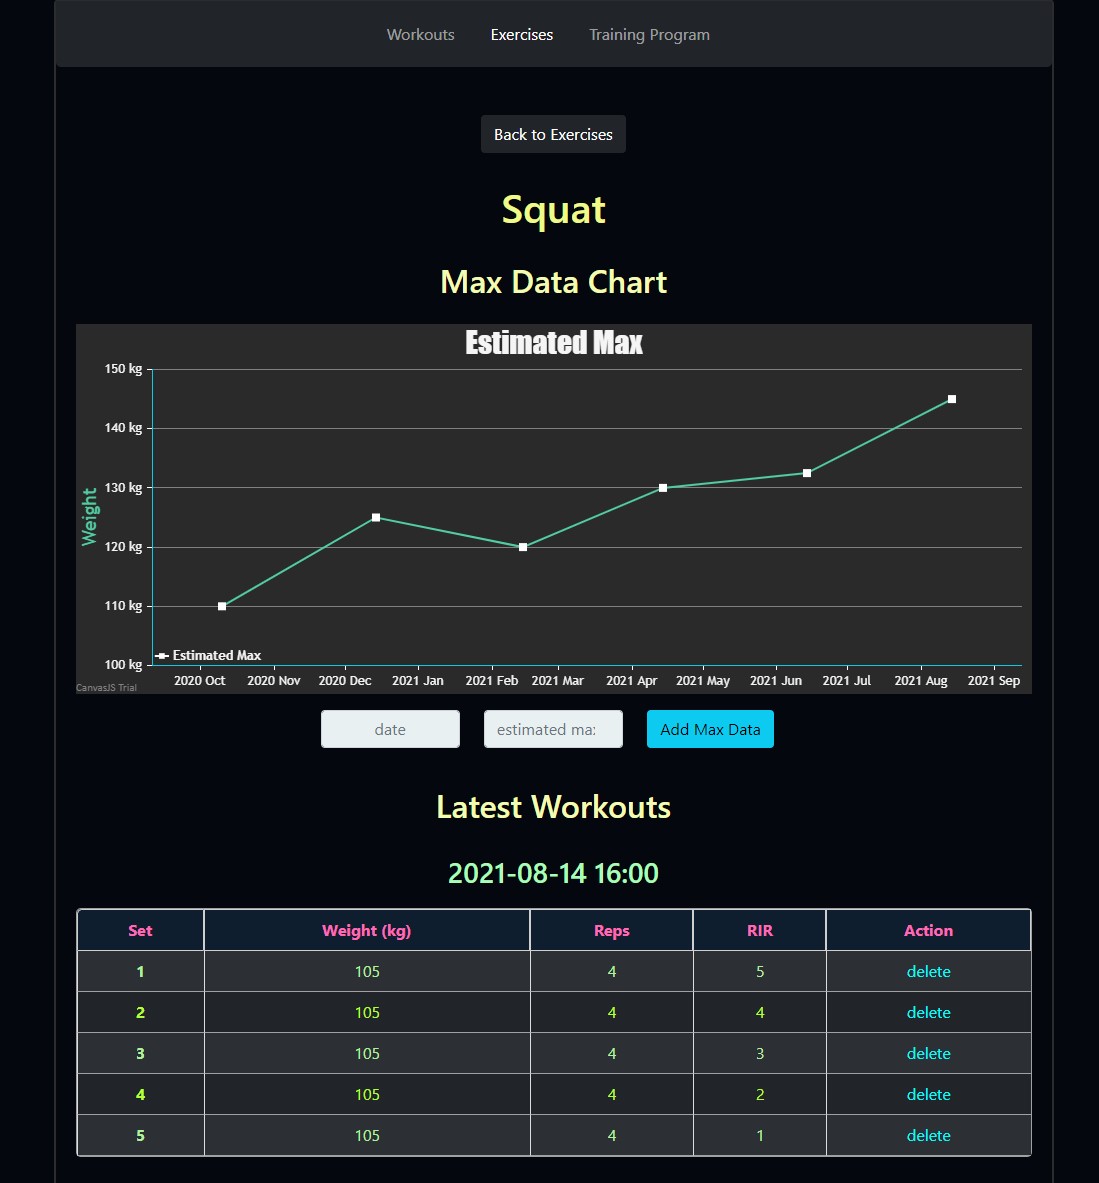 Workouts Exercises Training Program
Back to Exercises
Squat
Max Data Chart
Estimated Max
150 kg
140 kg
130 kg
120 kg
110 kg
100 kg
Weight
Estimated Max
2020 Oct 2020 Nov 2020 Dec 2021 Jan 2021 Feb 2021 Mar 2021 Apr 2021 May 2021 Jun 2021 Jul 2021 Aug 2021 Sep
CanvasJS Trial
date estimated ma: Add Max Data
Latest Workouts
2021-08-14 16:00
Set Weight (kg) Reps RIR Action
1 105 4 5 delete
2 105 4 4 delete
3 105 4 3 delete
4 105 4 2 delete
5 105 4 1 delete